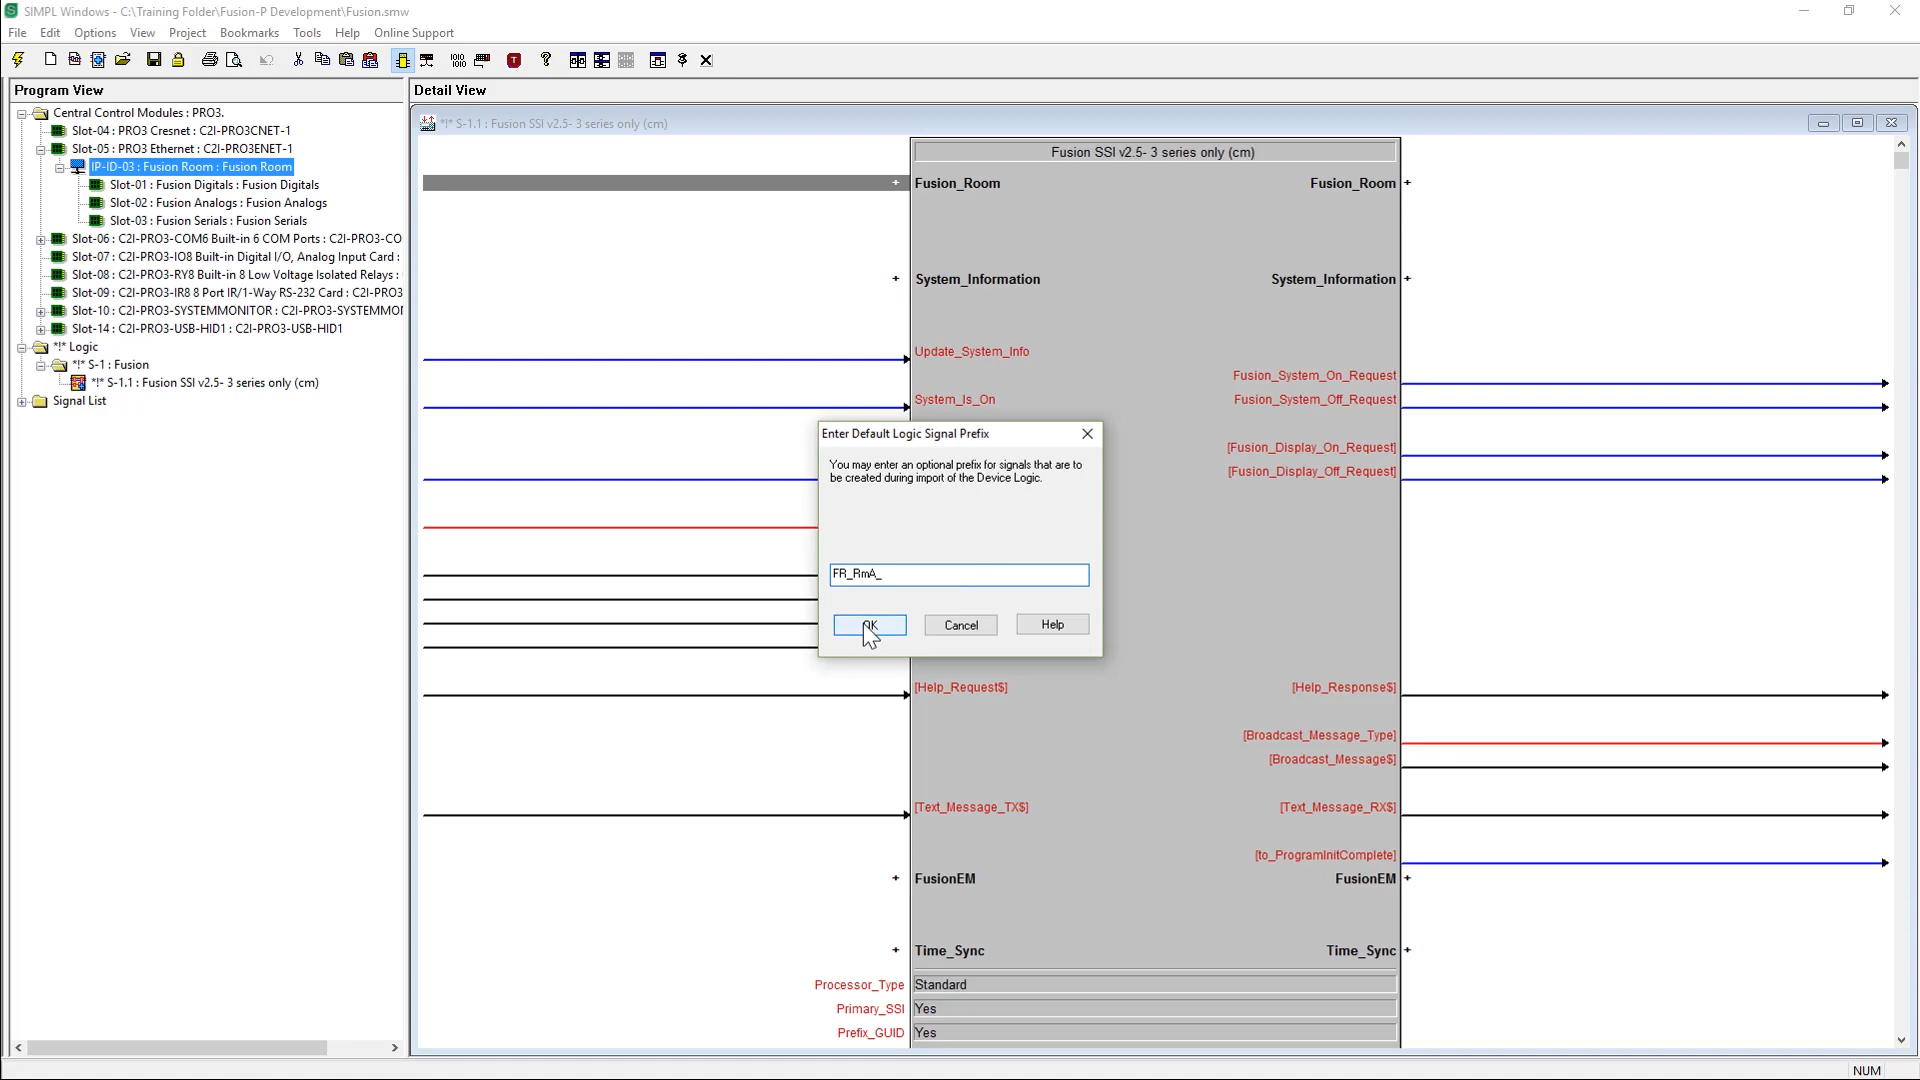 SIMPL Windows - C:\Training Folder\Fusion-P Development\Fusion.smw
File Edit Options View Project Bookmarks Tools Help Online Support
Program View
Central Control Modules : PRO3.
Slot-04 : PRO3 Cresnet : C2I-PRO3CNET-1
Slot-05 : PRO3 Ethernet : C2I-PRO3ENET-1
IP-ID-03 : Fusion Room : Fusion Room
Slot-01 : Fusion Digitals : Fusion Digitals
Slot-02 : Fusion Analogs : Fusion Analogs
Slot-03 : Fusion Serials : Fusion Serials
Slot-06 : C2I-PRO3-COM6 Built-in 6 COM Ports : C2I-PRO3-CO
Slot-07 : C2I-PRO3-IO8 Built-in Digital I/O, Analog Input Card :
Slot-08 : C2I-PRO3-RY8 Built-in 8 Low Voltage Isolated Relays :
Slot-09 : C2I-PRO3-IR8 8 Port IR/1-Way RS-232 Card : C2I-PRO3
Slot-10 : C2I-PRO3-SYSTEMMONITOR : C2I-PRO3-SYSTEMMO
Slot-14 : C2I-PRO3-USB-HID1 : C2I-PRO3-USB-HID1
*!* Logic
*!* S-1 : Fusion
*!* S-1.1 : Fusion SSI v2.5- 3 series only (cm)
Signal List
Detail View
*!* S-1.1 : Fusion SSI v2.5- 3 series only (cm)
Fusion SSI v2.5- 3 series only (cm)
Fusion_Room Fusion_Room
System_Information System_Information
Update_System_Info
Fusion_System_On_Request
System_Is_On Fusion_System_Off_Request
[Fusion_Display_On_Request]
[Fusion_Display_Off_Request]
Enter Default Logic Signal Prefix
You may enter an optional prefix for signals that are to
be created during import of the Device Logic.
FR_RmA_
OK Cancel Help
[Help_Request$] [Help_Response$]
[Broadcast_Message_Type]
[Broadcast_Message$]
[Text_Message_TX$] [Text_Message_RX$]
[to_ProgramInitComplete]
FusionEM FusionEM
Time_Sync Time_Sync
Processor_Type Standard
Primary_SSI Yes
Prefix_GUID Yes
NUM